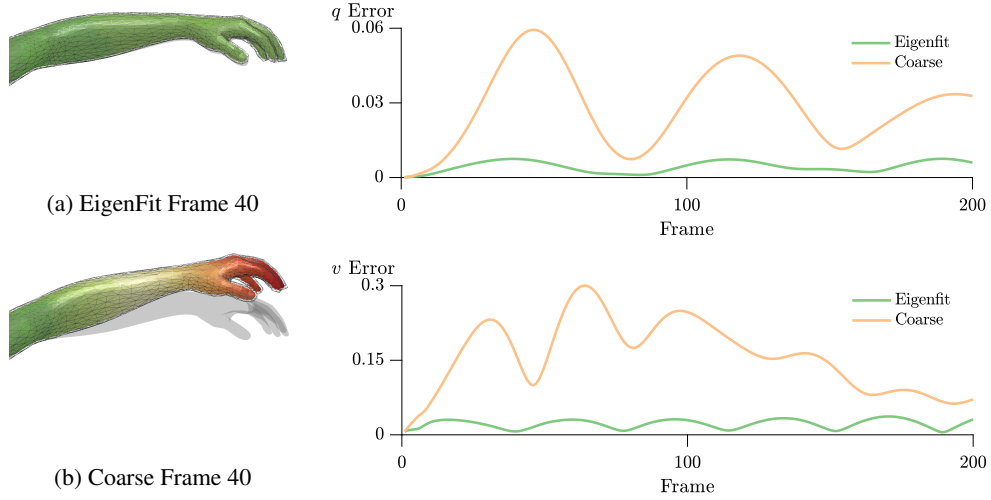 (a) EigenFit Frame 40
(b) Coarse Frame 40
q Error
0.06
0.03
0
0
100
200
Frame
Eigenfit
Coarse
v Error
0.3
0.15
0
0
100
200
Frame
Eigenfit
Coarse